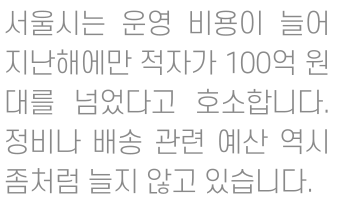 서울시는 운영 비용이 늘어
지난해에만 적자가 100억 원
대를 넘었다고 호소합니다.
정비나 배송 관련 예산 역시
좀처럼 늘지 않고 있습니다.